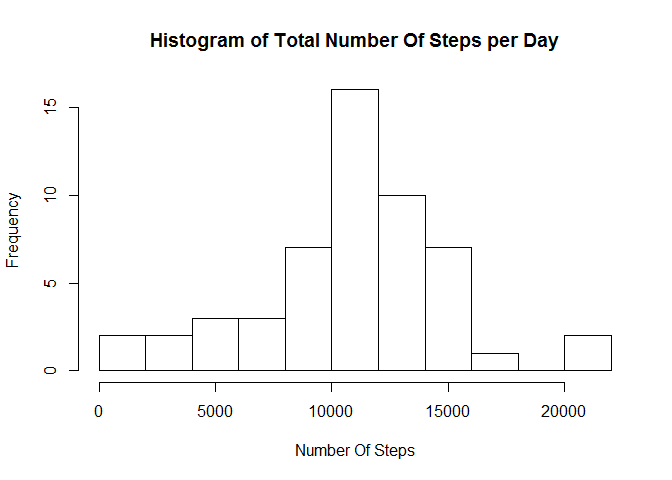 Histogram of Total Number Of Steps per Day
Frequency
15
10
5
0
0 5000 10000 15000 20000
Number Of Steps